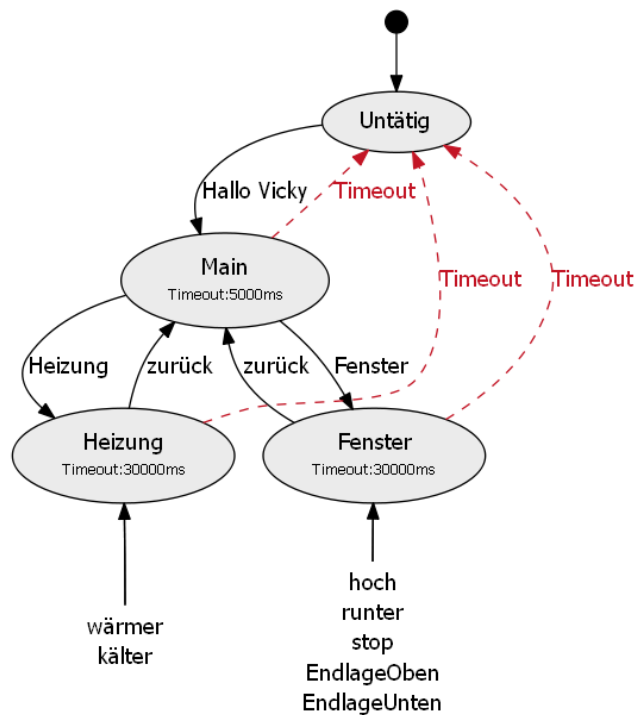 Untätig
Hallo Vicky
Timeout
Main
Timeout:5000ms
Timeout
Timeout
Heizung
zurück
zurück
Fenster
Heizung
Timeout:30000ms
Fenster
Timeout:30000ms
wärmer
kälter
hoch
runter
stop
EndlageOben
EndlageUnten